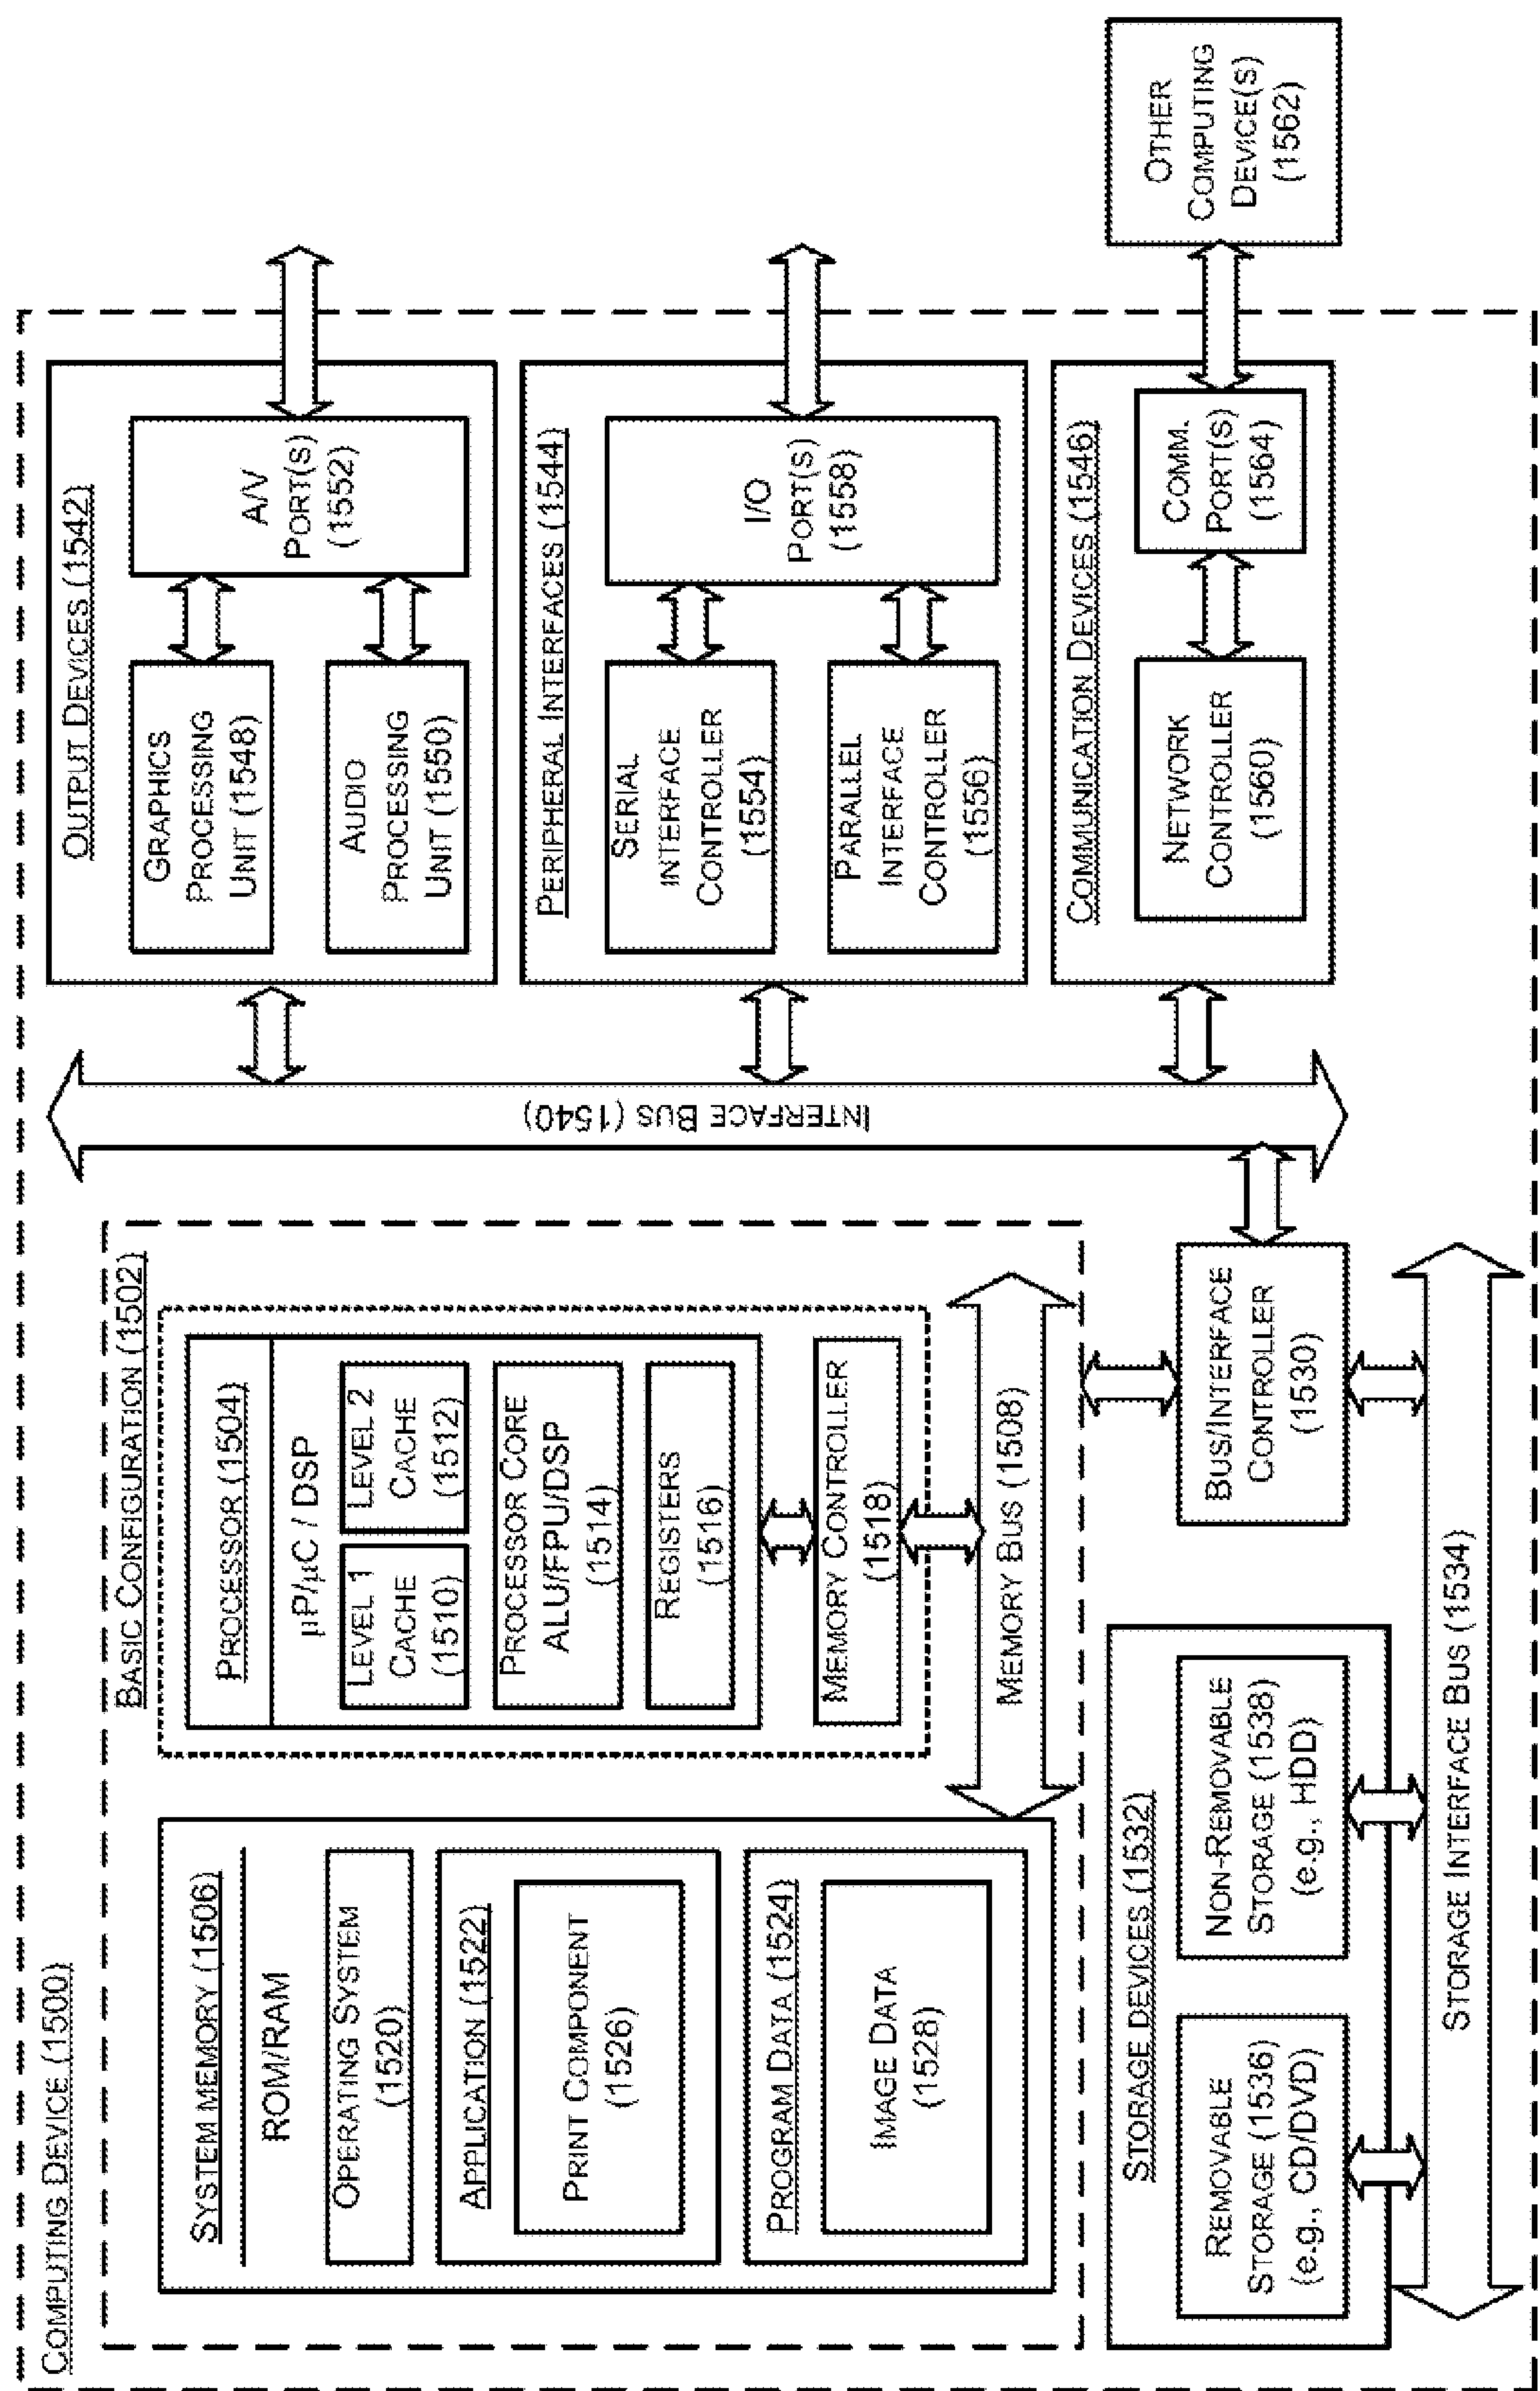 COMPUTING DEVICE (1500)
BASIC CONFIGURATION (1502)
SYSTEM MEMORY (1506)
ROM/RAM
OPERATING SYSTEM
(1520)
APPLICATION (1522)
PRINT COMPONENT
(1526)
PROGRAM DATA (1524)
IMAGE DATA
(1528)
PROCESSOR (1504)
µP/µC / DSP
LEVEL 1
CACHE
(1510)
LEVEL 2
CACHE
(1512)
PROCESSOR CORE
ALU/FPU/DSP
(1514)
REGISTERS
(1516)
MEMORY CONTROLLER
(1518)
MEMORY BUS (1508)
BUS/INTERFACE
CONTROLLER
(1530)
STORAGE DEVICES (1532)
REMOVABLE
STORAGE (1536)
(e.g., CD/DVD)
NON-REMOVABLE
STORAGE (1538)
(e.g., HDD)
STORAGE INTERFACE BUS (1534)
INTERFACE BUS (1540)
OUTPUT DEVICES (1542)
GRAPHICS
PROCESSING
UNIT (1548)
AUDIO
PROCESSING
UNIT (1550)
A/V
PORT(S)
(1552)
PERIPHERAL INTERFACES (1544)
SERIAL
INTERFACE
CONTROLLER
(1554)
PARALLEL
INTERFACE
CONTROLLER
(1556)
I/O
PORT(S)
(1558)
COMMUNICATION DEVICES (1546)
NETWORK
CONTROLLER
(1560)
COMM.
PORT(S)
(1564)
OTHER
COMPUTING
DEVICE(S)
(1562)